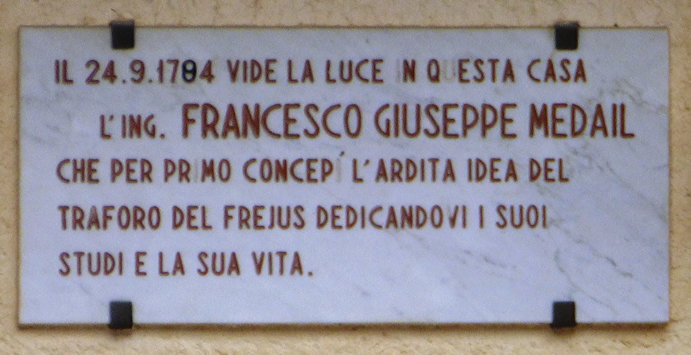 IL 24.9.1784 VIDE LA LUCE IN QUESTA CASA
L'ING. FRANCESCO GIUSEPPE MEDAIL
CHE PER PRIMO CONCEPI' L'ARDITA IDEA DEL
TRAFORO DEL FREJUS DEDICANDOVI I SUOI
STUDI E LA SUA VITA.